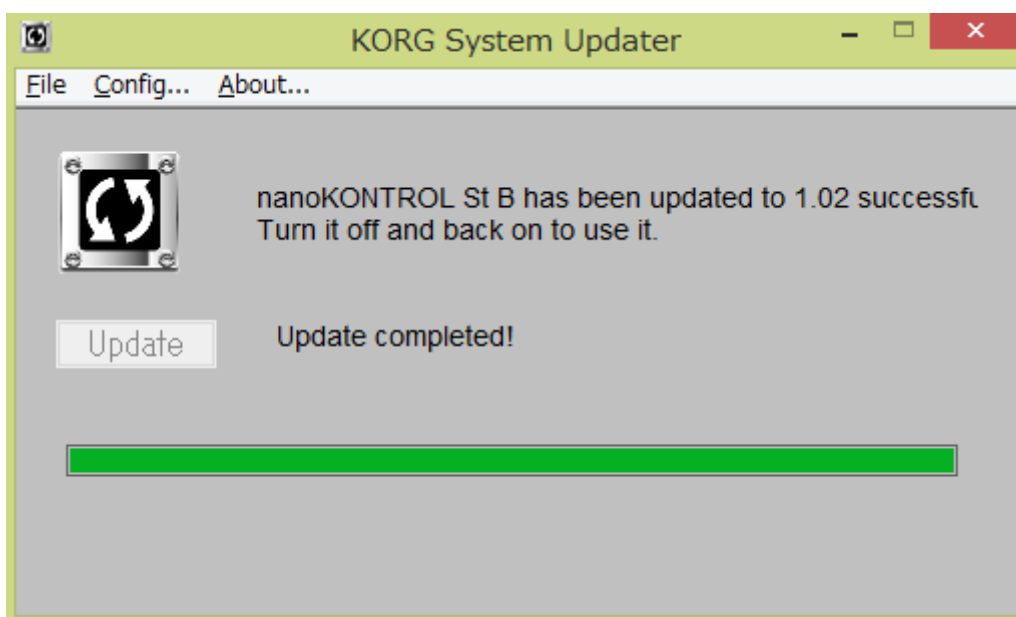 KORG System Updater
File Config... About...
nanoKONTROL St B has been updated to 1.02 successfu
Turn it off and back on to use it.
Update
Update completed!